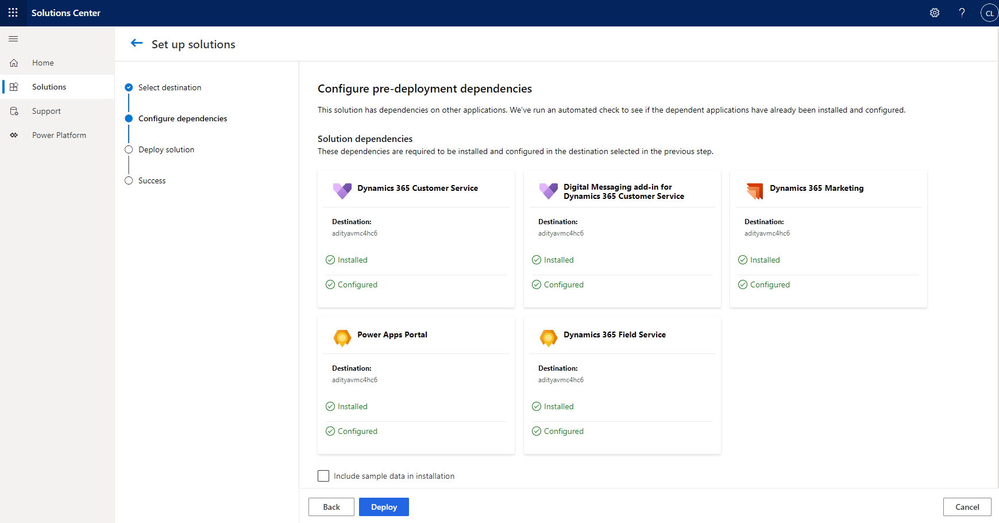 Solutions Center
?
CL
Set up solutions
Home
Solutions
Support
Power Platform
Select destination
Configure dependencies
Deploy solution
Success
Configure pre-deployment dependencies
This solution has dependencies on other applications. We've run an automated check to see if the dependent applications have already been installed and configured.
Solution dependencies
These dependencies are required to be installed and configured in the destination selected in the previous step.
Dynamics 365 Customer Service
Destination:
adityavmc4hc6
Installed
Configured
Digital Messaging add-in for
Dynamics 365 Customer Service
Destination:
adityavmc4hc6
Installed
Configured
Dynamics 365 Marketing
Destination:
adityavmc4hc6
Installed
Configured
Power Apps Portal
Destination:
adityavmc4hc6
Installed
Configured
Dynamics 365 Field Service
Destination:
adityavmc4hc6
Installed
Configured
Include sample data in installation
Back
Deploy
Cancel